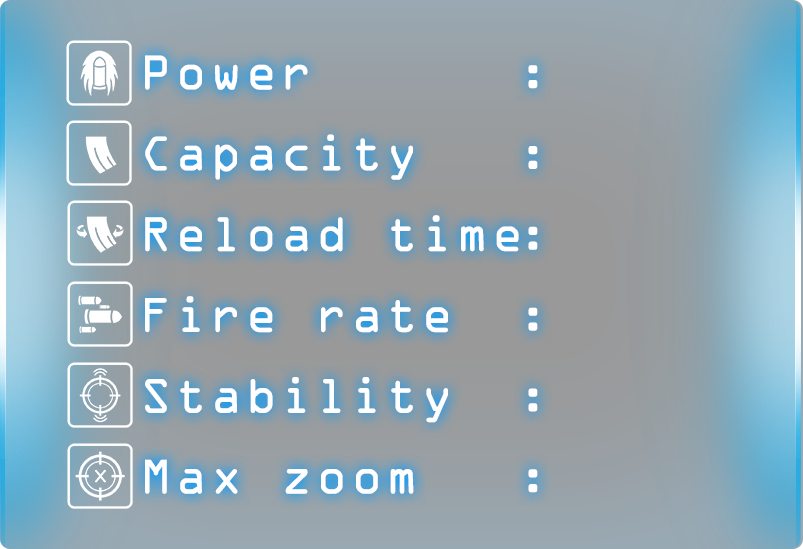 Power :
Capacity :
Reload time:
Fire rate :
Stability :
Max zoom :